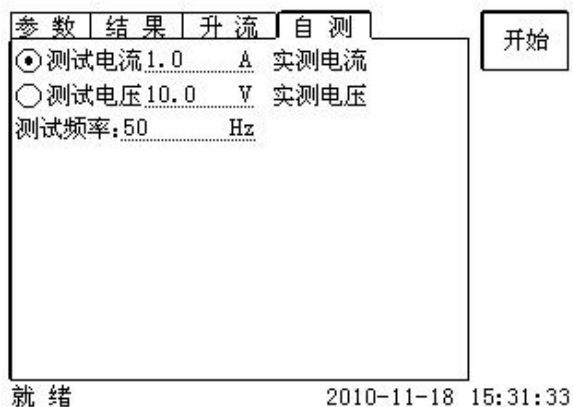 参 数 结 果 升 流 自 测 开始
测试电流1.0 A 实测电流
测试电压10.0 V 实测电压
测试频率:50 Hz
就 绪 2010-11-18 15:31:33